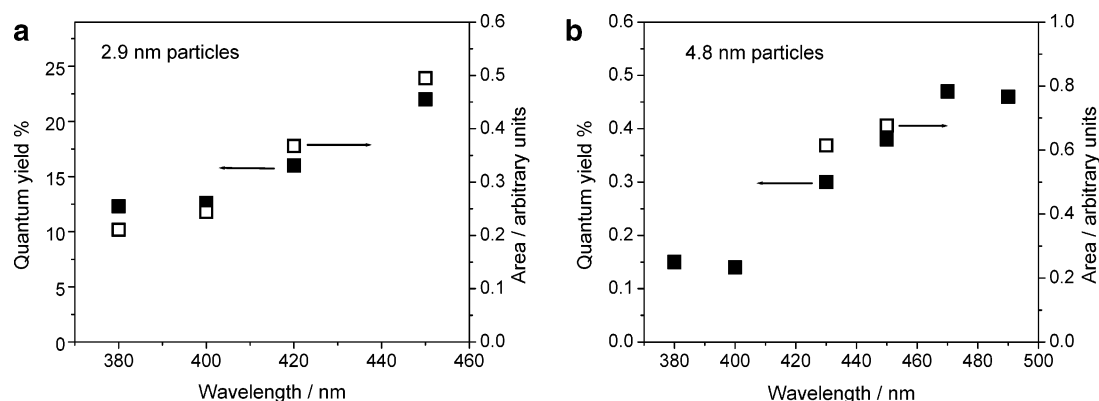 a
2.9 nm particles
Quantum yield %
25
20
15
10
5
0
0.6
0.5
0.4
0.3
0.2
0.1
0.0
Area / arbitrary units
380 400 420 440 460
Wavelength / nm
b
4.8 nm particles
Quantum yield %
0.6
0.5
0.4
0.3
0.2
0.1
0.0
1.0
0.8
0.6
0.4
0.2
0.0
Area / arbitrary units
380 400 420 440 460 480 500
Wavelength / nm